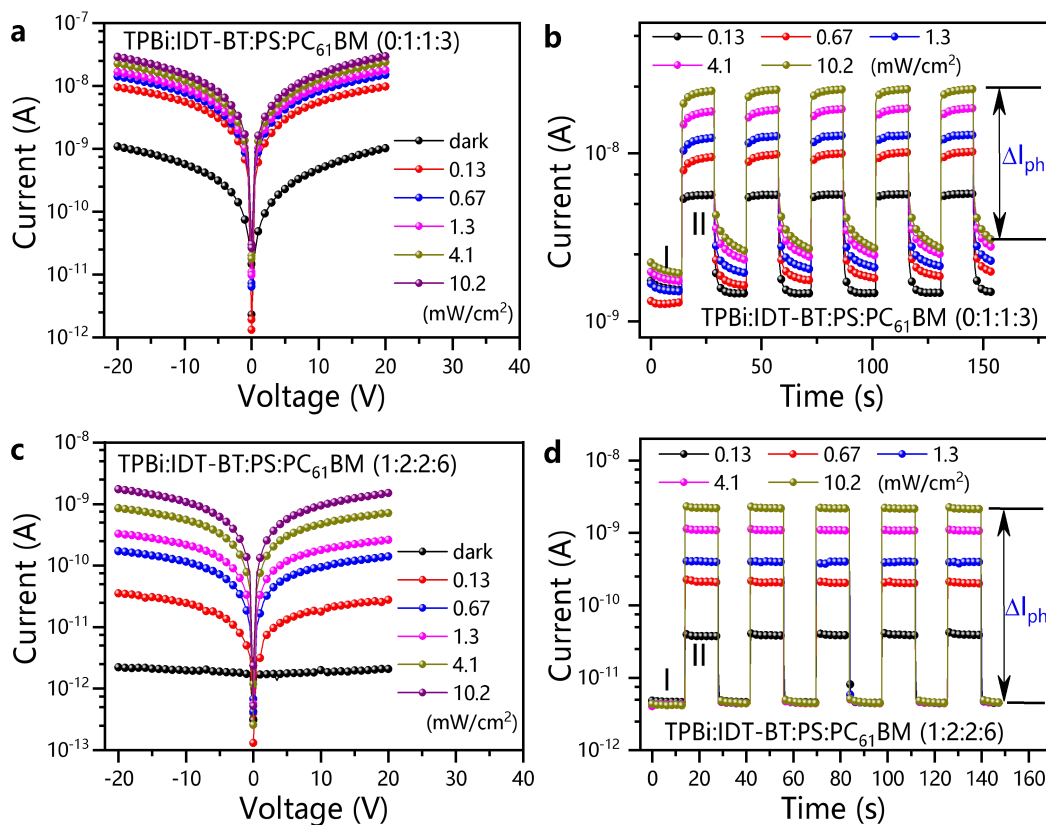 a
TPBi:IDT-BT:PS:PC₆₁BM (0:1:1:3)
10⁻⁷
10⁻⁸
10⁻⁹
10⁻¹⁰
10⁻¹¹
10⁻¹²
Current (A)
dark
0.13
0.67
1.3
4.1
10.2
(mW/cm²)
-20 -10 0 10 20 30 40
Voltage (V)
b
0.13 0.67 1.3
4.1 10.2 (mW/cm²)
10⁻⁸
10⁻⁹
Current (A)
ΔIₚₕ
I
II
TPBi:IDT-BT:PS:PC₆₁BM (0:1:1:3)
0 50 100 150
Time (s)
c
TPBi:IDT-BT:PS:PC₆₁BM (1:2:2:6)
10⁻⁸
10⁻⁹
10⁻¹⁰
10⁻¹¹
10⁻¹²
10⁻¹³
Current (A)
dark
0.13
0.67
1.3
4.1
10.2
(mW/cm²)
-20 -10 0 10 20 30 40
Voltage (V)
d
0.13 0.67 1.3
4.1 10.2 (mW/cm²)
10⁻⁸
10⁻⁹
10⁻¹⁰
10⁻¹¹
10⁻¹²
Current (A)
ΔIₚₕ
I
II
TPBi:IDT-BT:PS:PC₆₁BM (1:2:2:6)
0 20 40 60 80 100 120 140 160
Time (s)